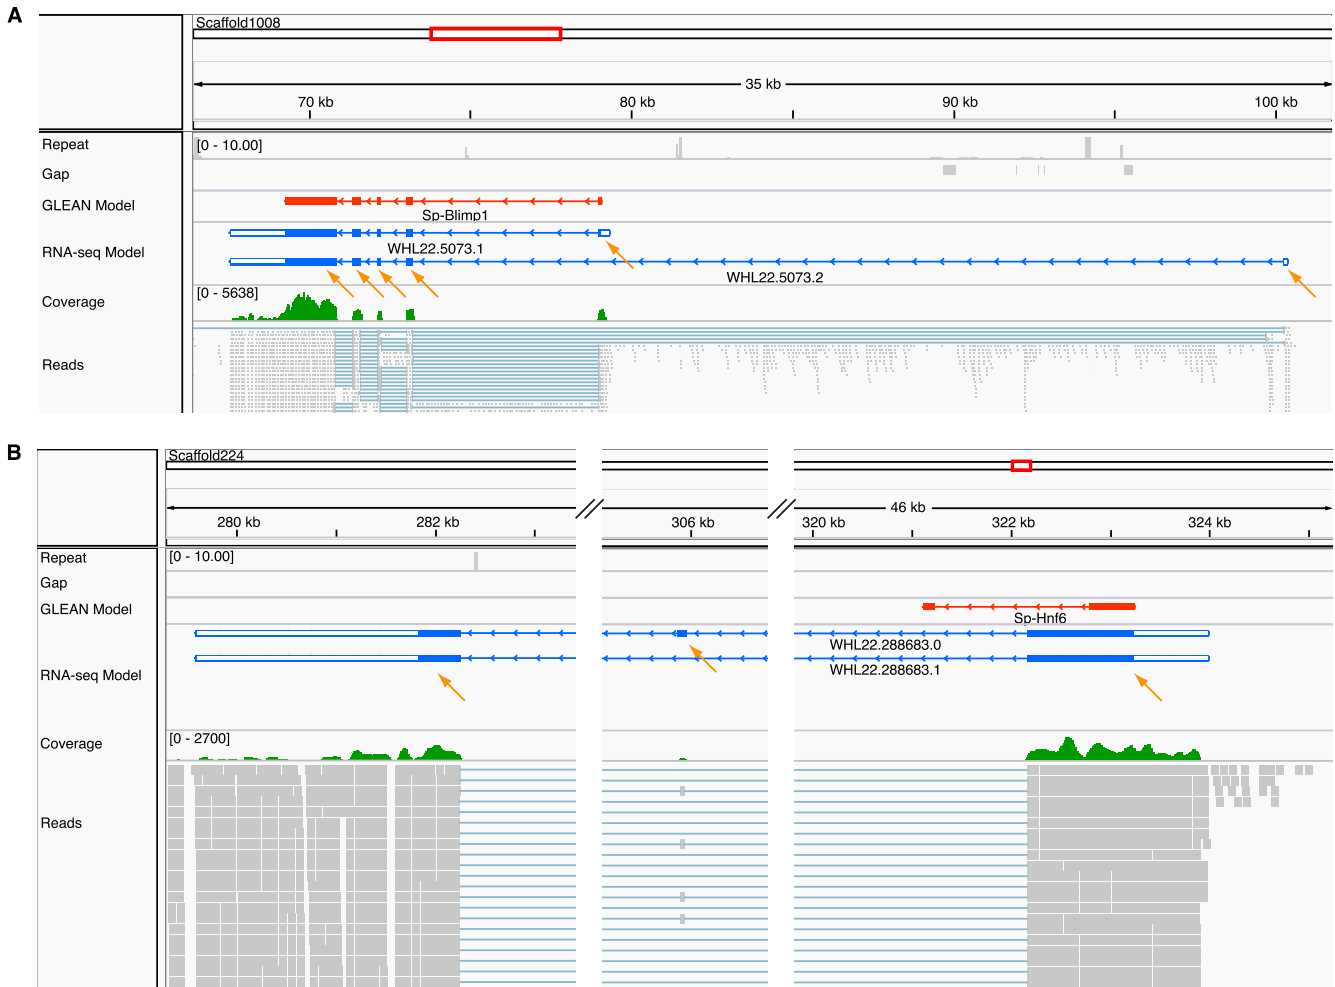 A
Scaffold1008
35 kb
70 kb 80 kb 90 kb 100 kb
Repeat [0 - 10.00]
Gap
GLEAN Model
Sp-Blimp1
RNA-seq Model
WHL22.5073.1
WHL22.5073.2
Coverage [0 - 5638]
Reads
B
Scaffold224
46 kb
280 kb 282 kb 306 kb 320 kb 322 kb 324 kb
Repeat [0 - 10.00]
Gap
GLEAN Model
Sp-Hnf6
WHL22.288683.0
RNA-seq Model
WHL22.288683.1
Coverage [0 - 2700]
Reads